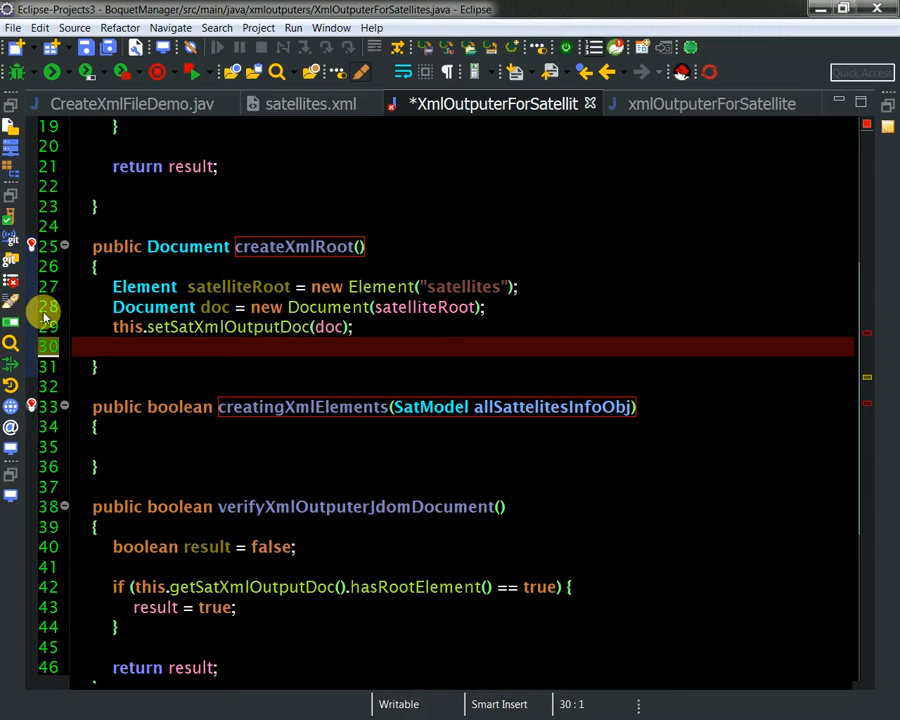 Eclipse-Projects3 - BoquetManager/src/main/java/xmloutputers/XmlOutputerForSatellites.java - Eclipse
File Edit Source Refactor Navigate Search Project Run Window Help
Quick Access
CreateXmlFileDemo.jav satellites.xml *XmlOutputerForSatellit xmlOutputerForSatellite
19 }
20
21 return result;
22
23 }
24
25 public Document createXmlRoot()
26 {
27 Element satelliteRoot = new Element("satellites");
28 Document doc = new Document(satelliteRoot);
29 this.setSatXmlOutputDoc(doc);
30
31 }
32
33 public boolean creatingXmlElements(SatModel allSattelitesInfoObj)
34 {
35
36 }
37
38 public boolean verifyXmlOutputerJdomDocument()
39 {
40 boolean result = false;
41
42 if (this.getSatXmlOutputDoc().hasRootElement() == true) {
43 result = true;
44 }
45
46 return result;
Writable Smart Insert 30 : 1